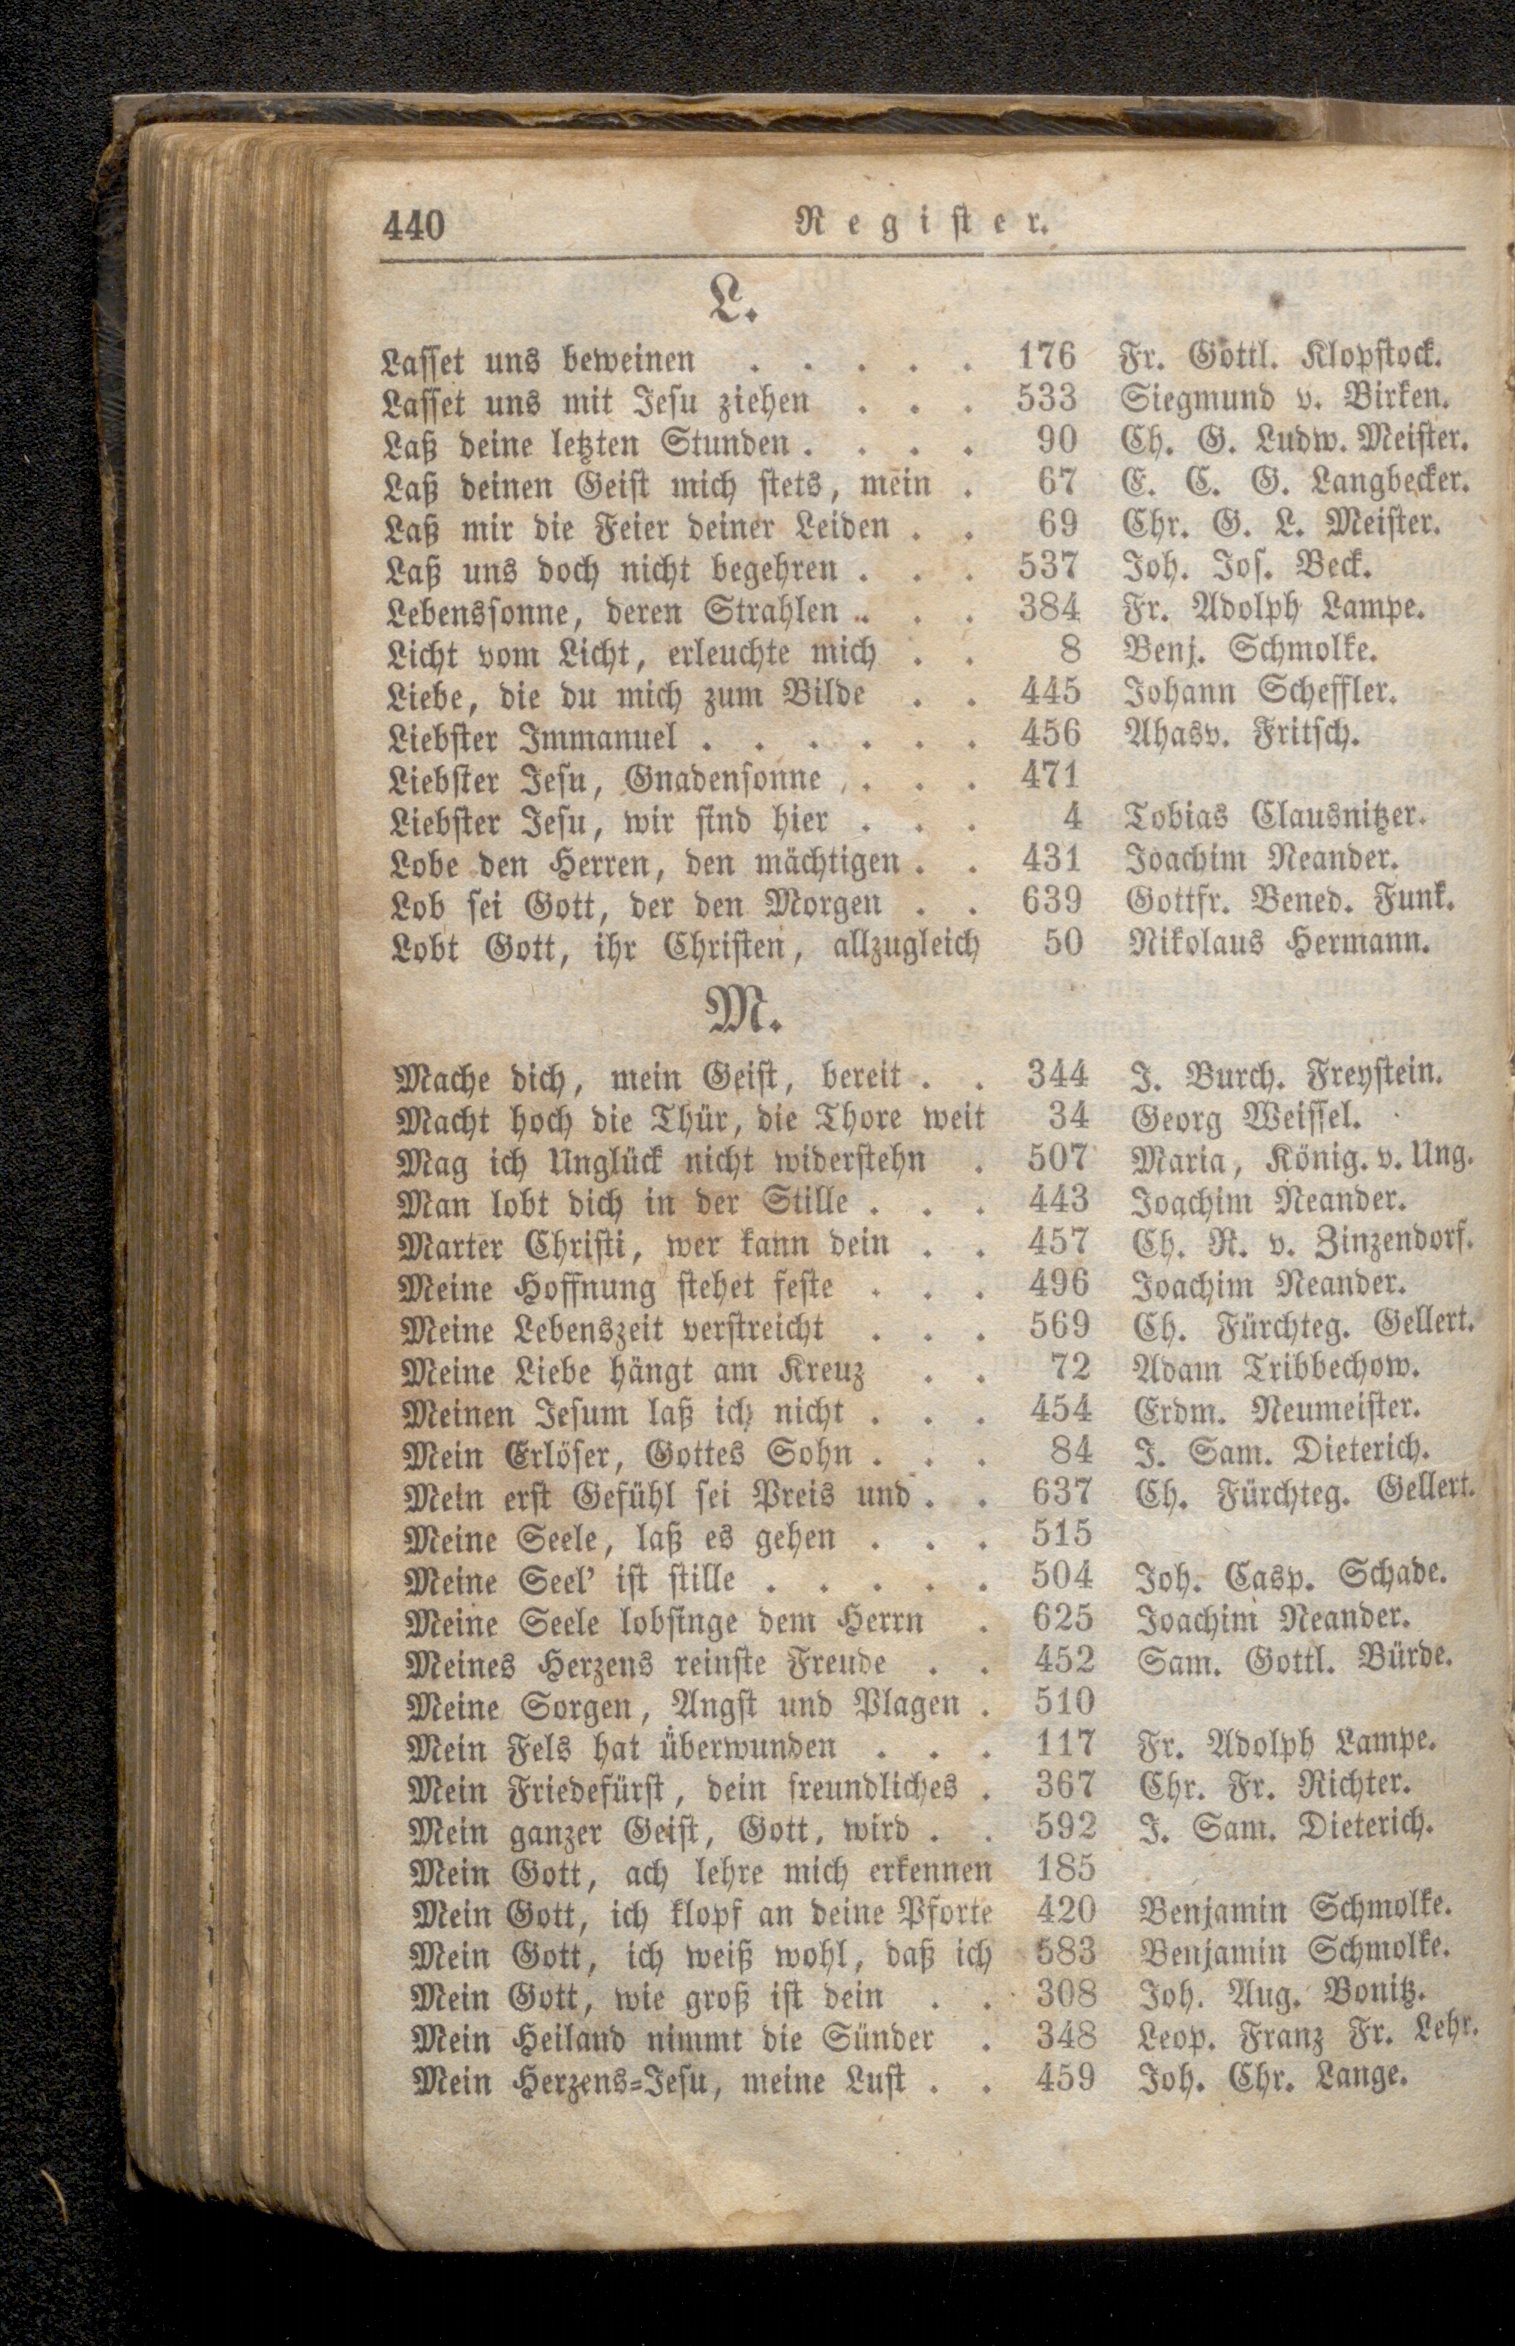 440 Register.
L.
Lasset uns beweinen . . . . . 176 Fr. Gottl. Klopstock.
Lasset uns mit Jesu ziehen . . . 533 Siegmund v. Birken.
Laß deine letzten Stunden . . . . 90 Ch. G. Ludw. Meister.
Laß deinen Geist mich stets, mein . 67 E. C. G. Langbecker.
Laß mir die Feier deiner Leiden . . 69 Chr. G. L. Meister.
Laß uns doch nicht begehren . . . 537 Joh. Jos. Beck.
Lebenssonne, deren Strahlen . . . 384 Fr. Adolph Lampe.
Licht vom Licht, erleuchte mich . . 8 Benj. Schmolke.
Liebe, die du mich zum Bilde . . 445 Johann Scheffler.
Liebster Immanuel . . . . . . 456 Ahasv. Fritsch.
Liebster Jesu, Gnadensonne . . . 471
Liebster Jesu, wir sind hier . . . 4 Tobias Clausnitzer.
Lobe den Herren, den mächtigen . . 431 Joachim Neander.
Lob sei Gott, der den Morgen . . 639 Gottfr. Bened. Funk.
Lobt Gott, ihr Christen, allzugleich 50 Nikolaus Hermann.
M.
Mache dich, mein Geist, bereit . . 344 J. Burch. Freystein.
Macht hoch die Thür, die Thore weit 34 Georg Weissel.
Mag ich Unglück nicht widerstehn . 507 Maria, König. v. Ung.
Man lobt dich in der Stille . . . 443 Joachim Neander.
Marter Christi, wer kann dein . . 457 Ch. R. v. Zinzendorf.
Meine Hoffnung stehet feste . . . 496 Joachim Neander.
Meine Lebenszeit verstreicht . . . 569 Ch. Fürchteg. Gellert.
Meine Liebe hängt am Kreuz . . 72 Adam Tribbechow.
Meinen Jesum laß ich nicht . . . 454 Erdm. Neumeister.
Mein Erlöser, Gottes Sohn . . . 84 J. Sam. Dieterich.
Mein erst Gefühl sei Preis und . . 637 Ch. Fürchteg. Gellert.
Meine Seele, laß es gehen . . . 515
Meine Seel' ist stille . . . . . 504 Joh. Casp. Schade.
Meine Seele lobsinge dem Herrn . 625 Joachim Neander.
Meines Herzens reinste Freude . . 452 Sam. Gottl. Bürde.
Meine Sorgen, Angst und Plagen . 510
Mein Fels hat überwunden . . . 117 Fr. Adolph Lampe.
Mein Friedefürst, dein freundliches . 367 Chr. Fr. Richter.
Mein ganzer Geist, Gott, wird . . 592 J. Sam. Dieterich.
Mein Gott, ach lehre mich erkennen 185
Mein Gott, ich klopf an deine Pforte 420 Benjamin Schmolke.
Mein Gott, ich weiß wohl, daß ich 583 Benjamin Schmolke.
Mein Gott, wie groß ist dein . . 308 Joh. Aug. Bonitz.
Mein Heiland nimmt die Sünder . 348 Leop. Franz Fr. Lehr.
Mein Herzens-Jesu, meine Lust . . 459 Joh. Chr. Lange.